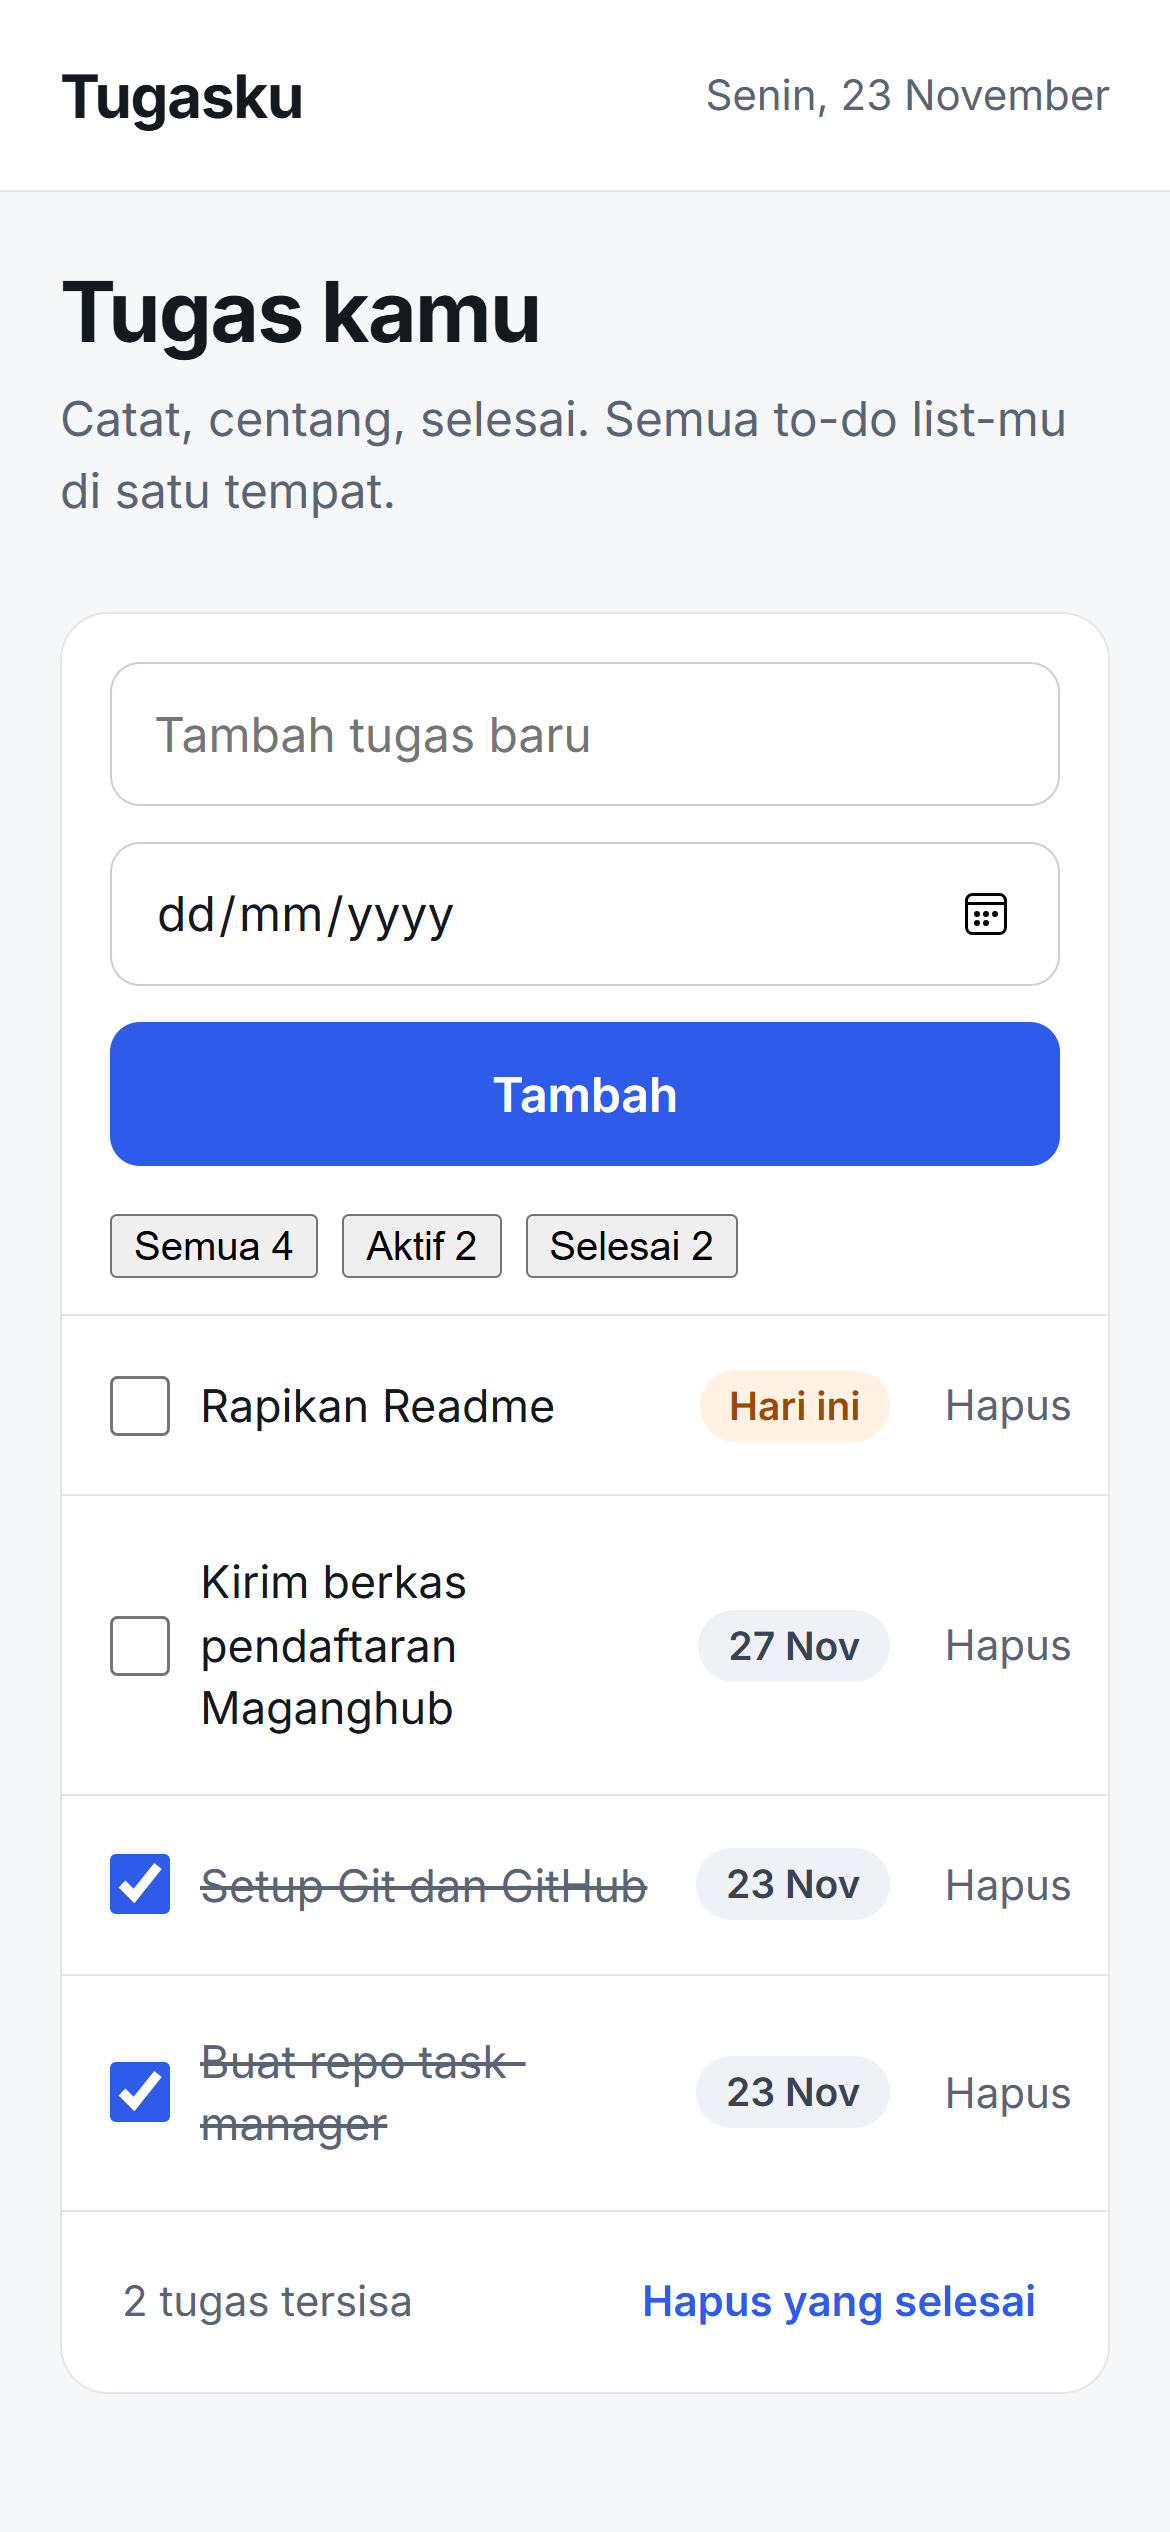 Tugasku
Senin, 23 November
Tugas kamu
Catat, centang, selesai. Semua to-do list-mu
di satu tempat.
Tambah tugas baru
dd/mm/yyyy
Tambah
Semua 4
Aktif 2
Selesai 2
Rapikan Readme
Hari ini
Hapus
Kirim berkas
pendaftaran
Maganghub
27 Nov
Hapus
Setup Git dan GitHub
23 Nov
Hapus
Buat repo task-
manager
23 Nov
Hapus
2 tugas tersisa
Hapus yang selesai